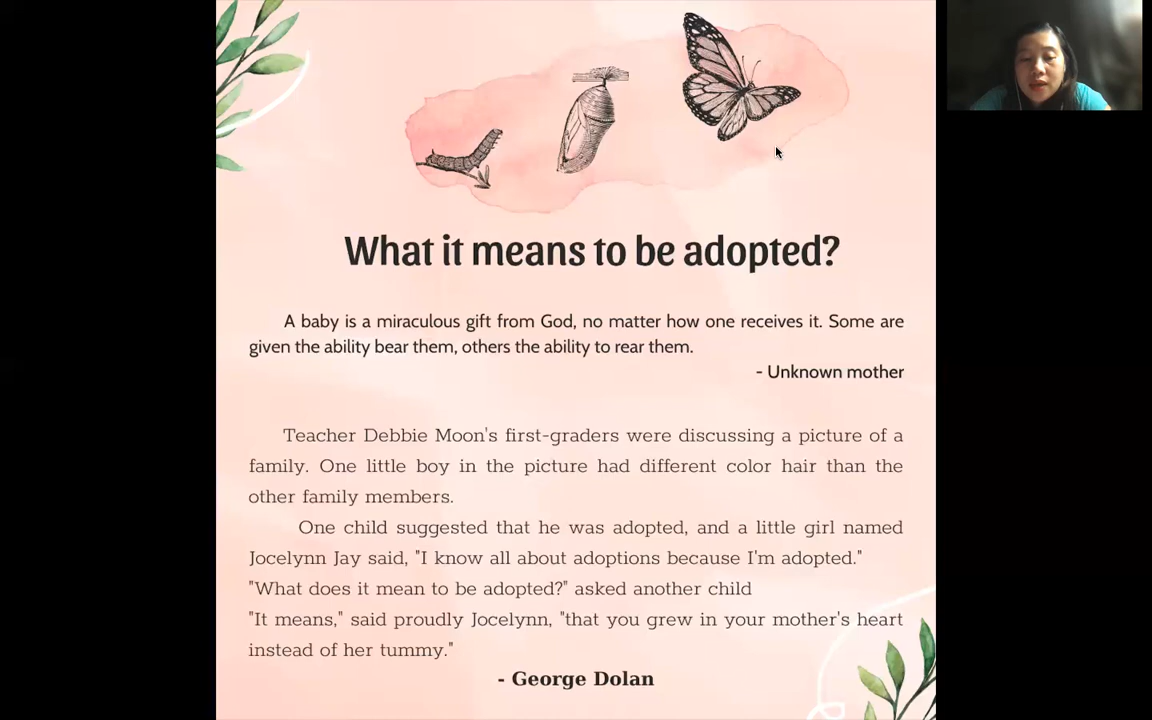 What it means to be adopted?
A baby is a miraculous gift from God, no matter how one receives it. Some are
given the ability bear them, others the ability to rear them.
- Unknown mother
Teacher Debbie Moon's first-graders were discussing a picture of a
family. One little boy in the picture had different color hair than the
other family members.
One child suggested that he was adopted, and a little girl named
Jocelynn Jay said, "I know all about adoptions because I'm adopted."
"What does it mean to be adopted?" asked another child
"It means," said proudly Jocelynn, "that you grew in your mother's heart
instead of her tummy."
- George Dolan